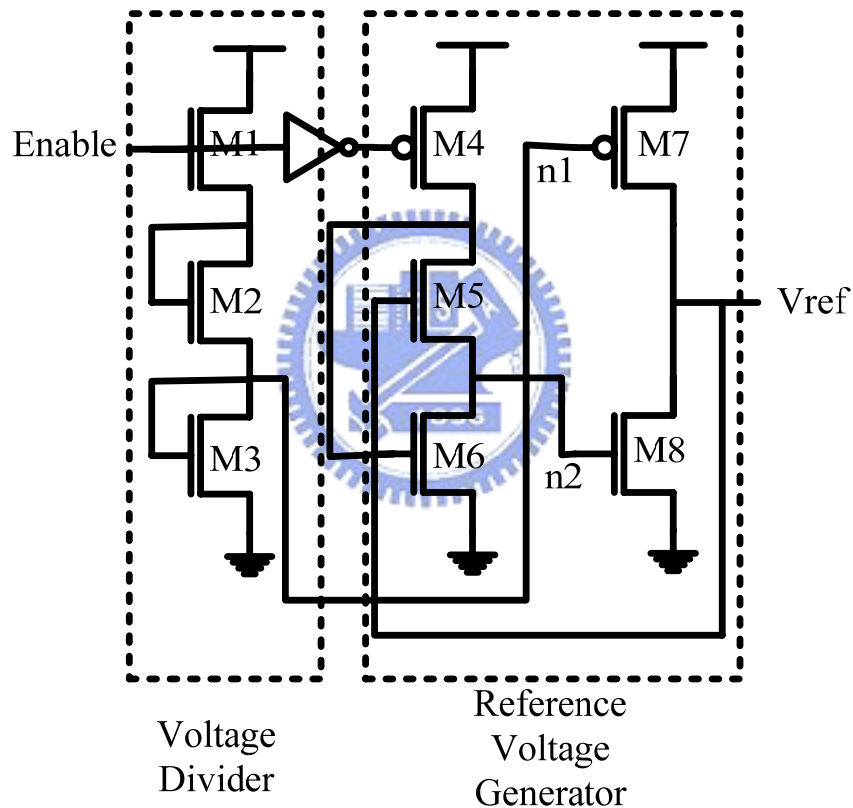 Enable
M1
M4
M7
n1
M2
M5
Vref
M3
M6
M8
n2
Voltage
Divider
Reference
Voltage
Generator